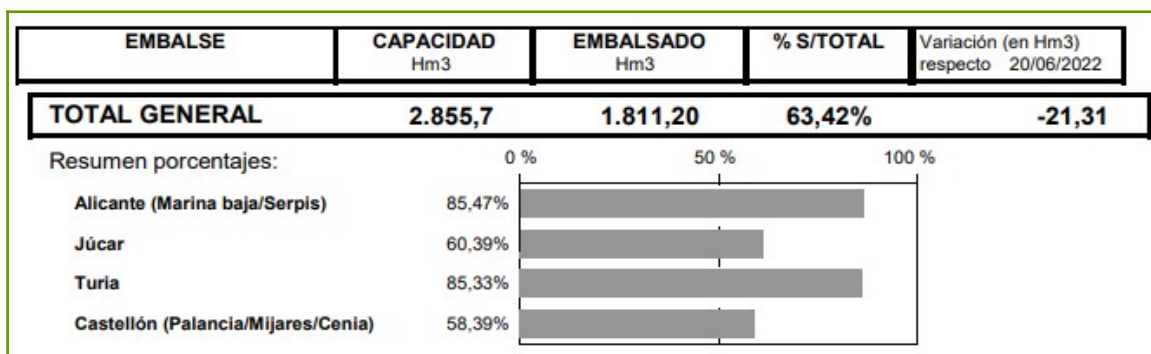 EMBALSE CAPACIDAD EMBALSADO % S/TOTAL Variación (en Hm3)
Hm3 Hm3 respecto 20/06/2022
TOTAL GENERAL 2.855,7 1.811,20 63,42% -21,31
Resumen porcentajes: 0 % 50 % 100 %
Alicante (Marina baja/Serpis) 85,47%
Júcar 60,39%
Turia 85,33%
Castellón (Palancia/Mijares/Cenia) 58,39%